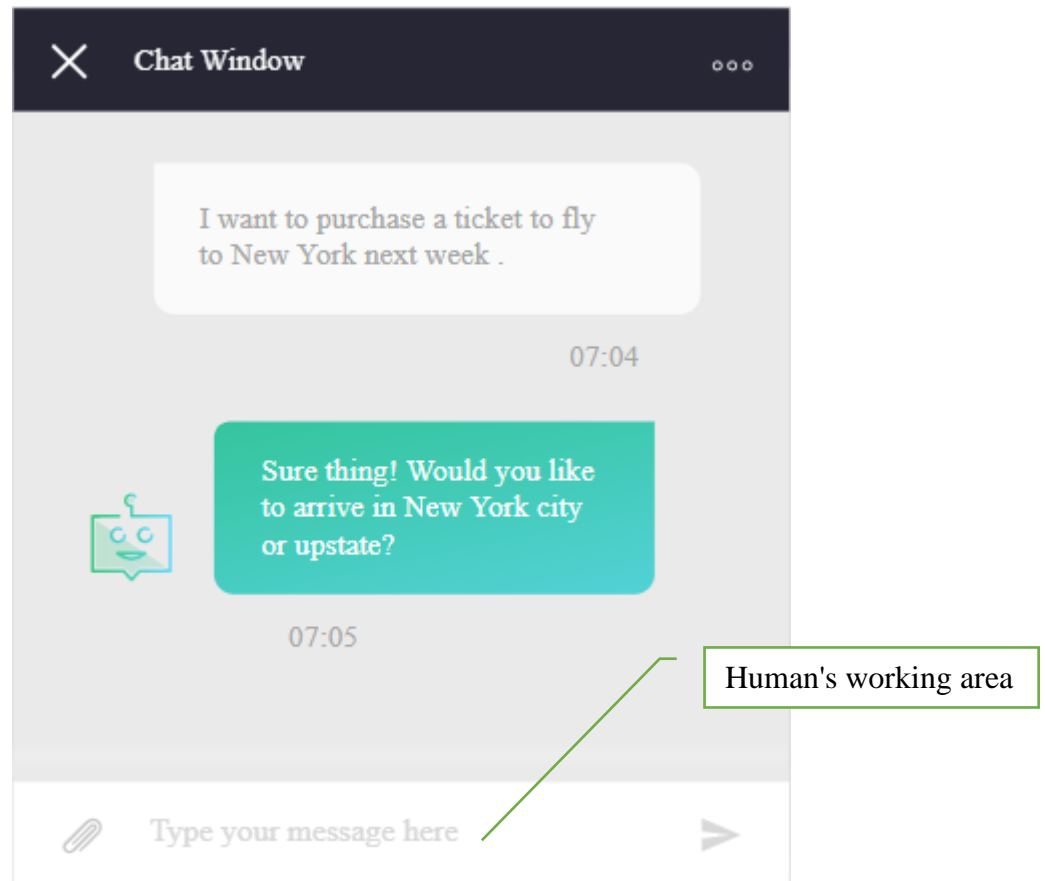 Chat Window
I want to purchase a ticket to fly
to New York next week .
07:04
Sure thing! Would you like
to arrive in New York city
or upstate?
07:05
Human's working area
Type your message here